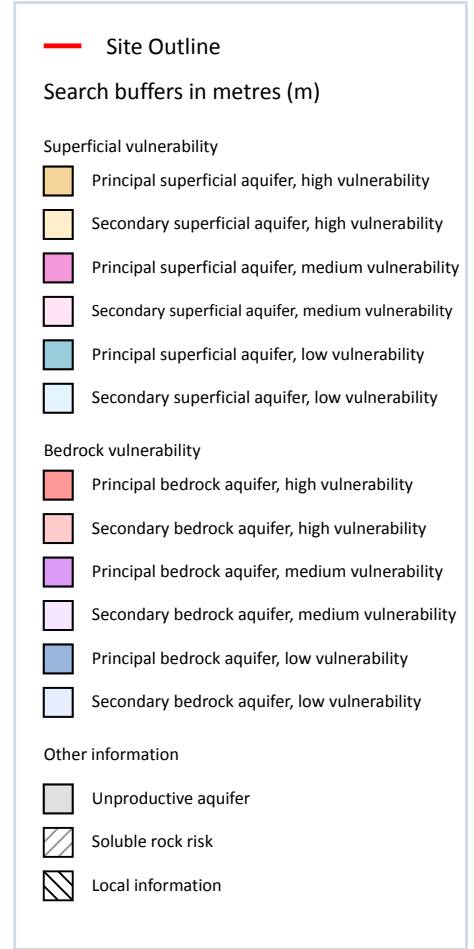 Site Outline
Search buffers in metres (m)
Superficial vulnerability
Principal superficial aquifer, high vulnerability
Secondary superficial aquifer, high vulnerability
Principal superficial aquifer, medium vulnerability
Secondary superficial aquifer, medium vulnerability
Principal superficial aquifer, low vulnerability
Secondary superficial aquifer, low vulnerability
Bedrock vulnerability
Principal bedrock aquifer, high vulnerability
Secondary bedrock aquifer, high vulnerability
Principal bedrock aquifer, medium vulnerability
Secondary bedrock aquifer, medium vulnerability
Principal bedrock aquifer, low vulnerability
Secondary bedrock aquifer, low vulnerability
Other information
Unproductive aquifer
Soluble rock risk
Local information